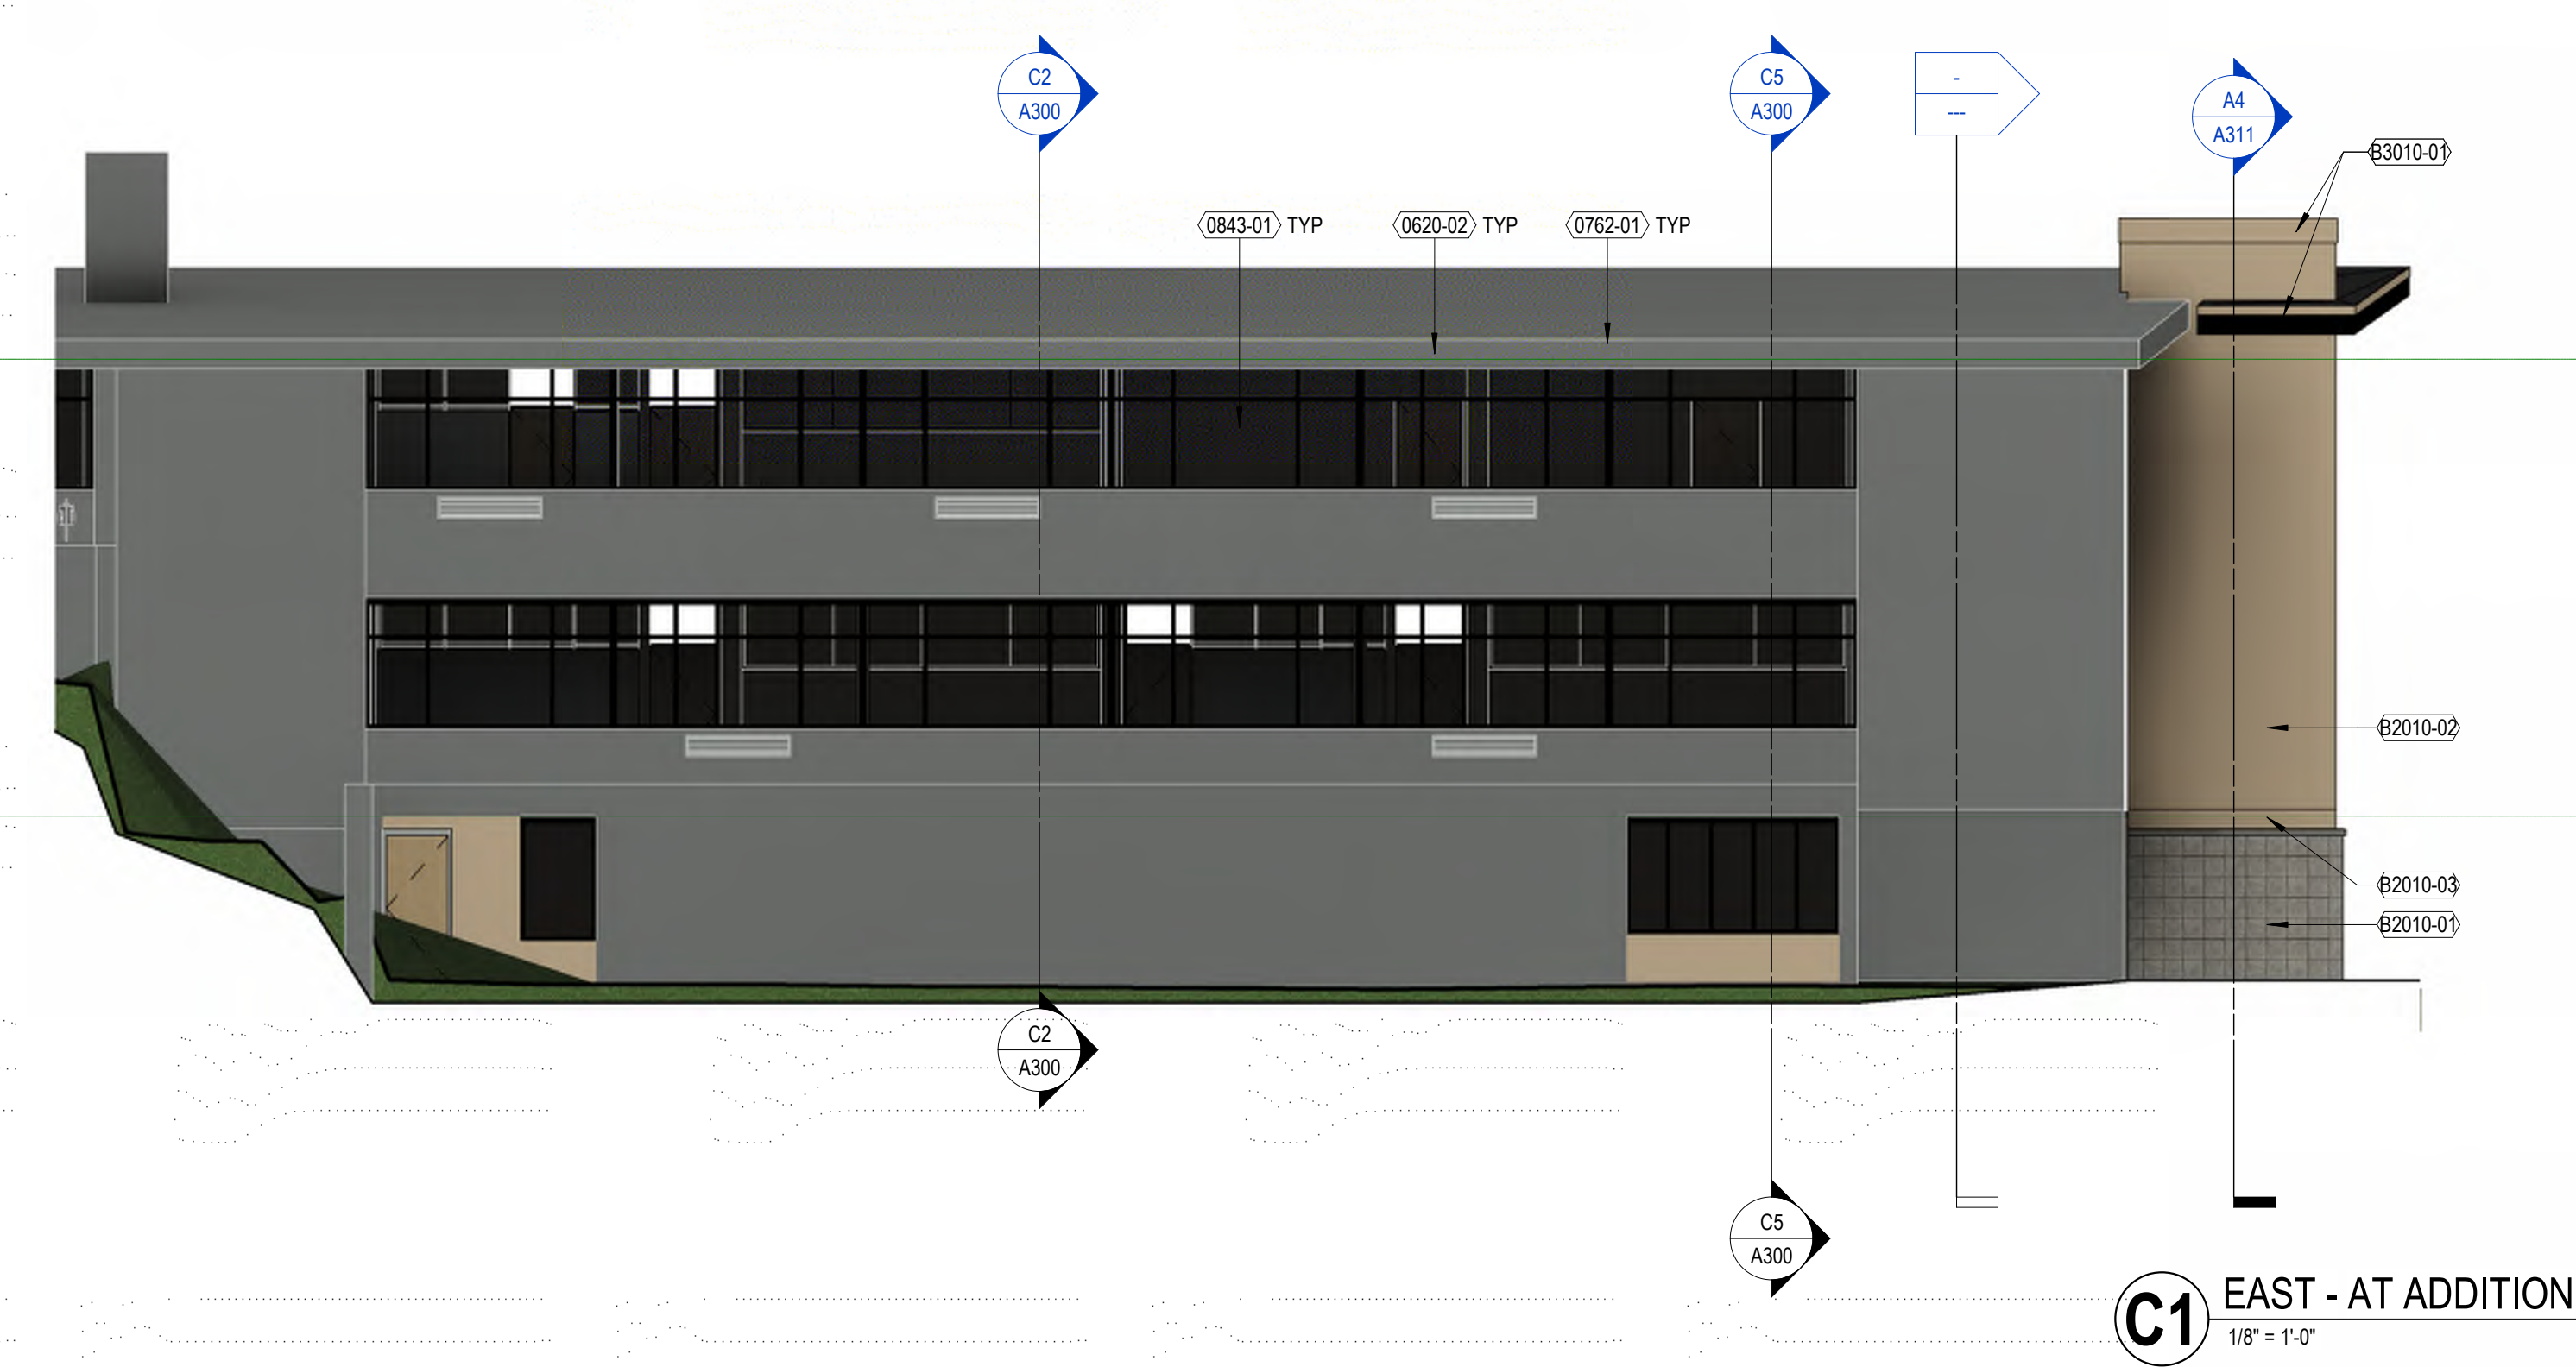 C2
A300
C5
A300
-
---
A4
A311
B3010-01
0843-01 TYP
0620-02 TYP
0762-01 TYP
B2010-02
B2010-03
B2010-01
C2
A300
C5
A300
C1
EAST - AT ADDITION
1/8" = 1'-0"